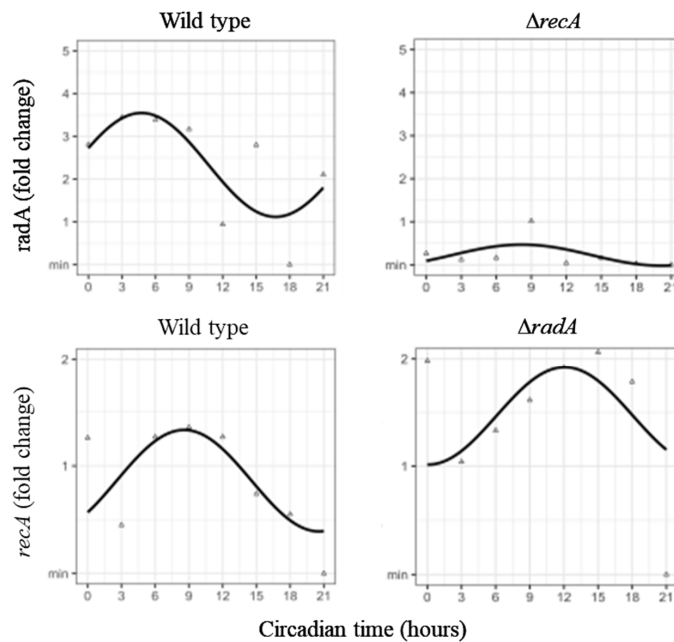 Wild type
ΔrecA
radA (fold change)
5
4
3
2
1
min
0 3 6 9 12 15 18 21
5
4
3
2
1
min
0 3 6 9 12 15 18 21
Wild type
ΔradA
recA (fold change)
2
1
min
0 3 6 9 12 15 18 21
2
1
min
0 3 6 9 12 15 18 21
Circadian time (hours)